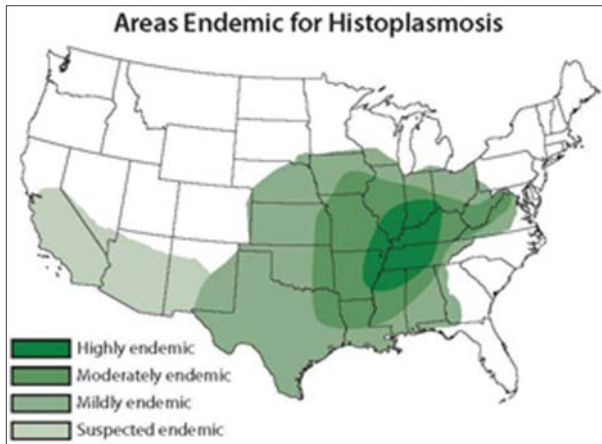 Areas Endemic for Histoplasmosis
Highly endemic
Moderately endemic
Mildly endemic
Suspected endemic